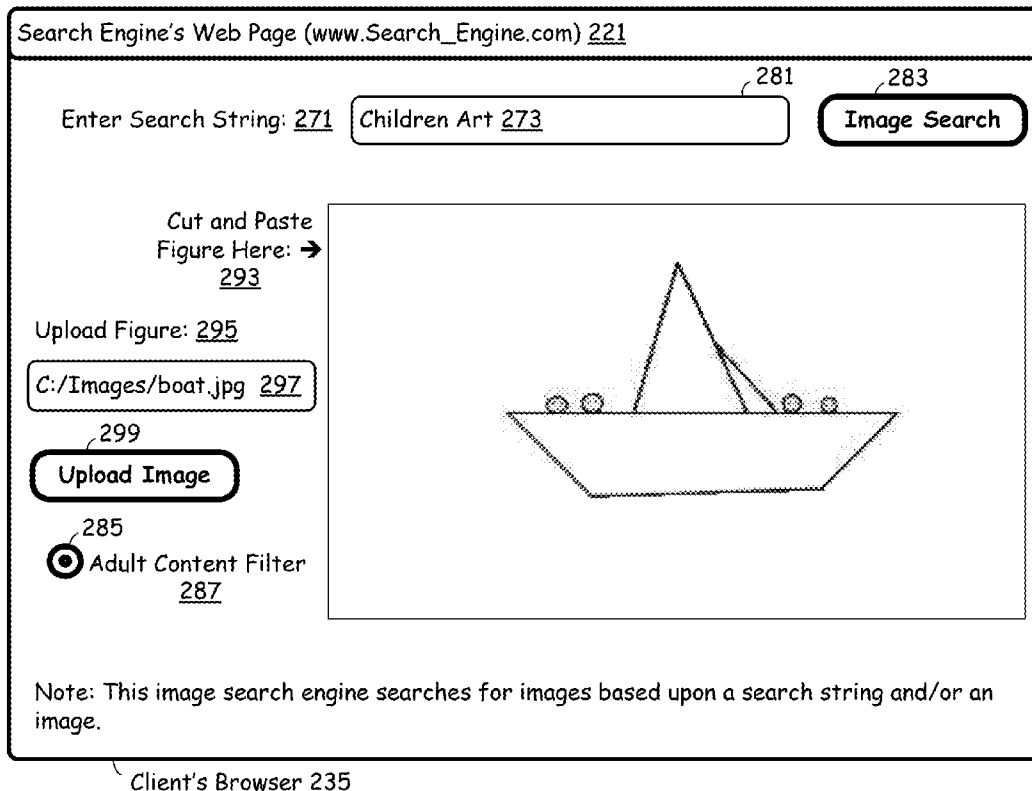 Search Engine's Web Page (www.Search_Engine.com) 221
281
283
Enter Search String: 271
Children Art 273
Image Search
Cut and Paste
Figure Here: ➔
293
Upload Figure: 295
C:/Images/boat.jpg 297
299
Upload Image
285
Adult Content Filter
287
Note: This image search engine searches for images based upon a search string and/or an
image.
Client's Browser 235